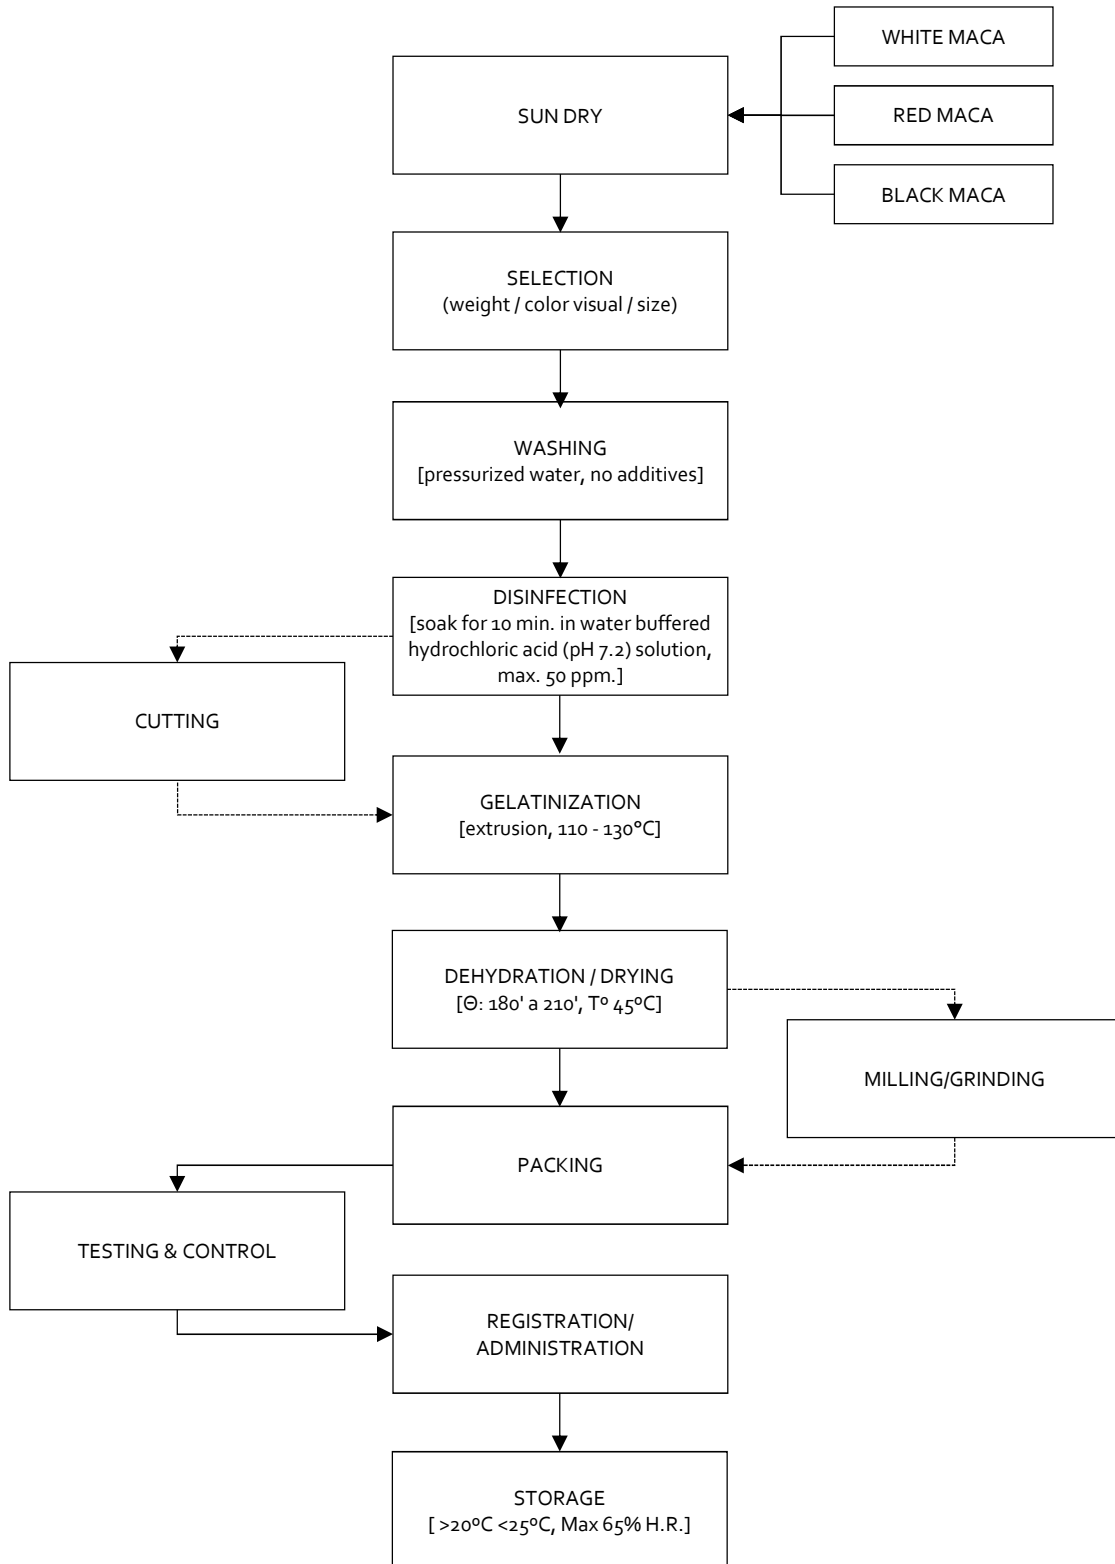 WHITE MACA
SUN DRY
RED MACA
BLACK MACA
SELECTION
(weight / color visual / size)
WASHING
[pressurized water, no additives]
DISINFECTION
[soak for 10 min. in water buffered
hydrochloric acid (pH 7.2) solution,
max. 50 ppm.]
CUTTING
GELATINIZATION
[extrusion, 110 - 130°C]
DEHYDRATION / DRYING
[Θ: 180' a 210', Tº 45ºC]
MILLING/GRINDING
PACKING
TESTING & CONTROL
REGISTRATION/
ADMINISTRATION
STORAGE
[ >20ºC <25ºC, Max 65% H.R.]